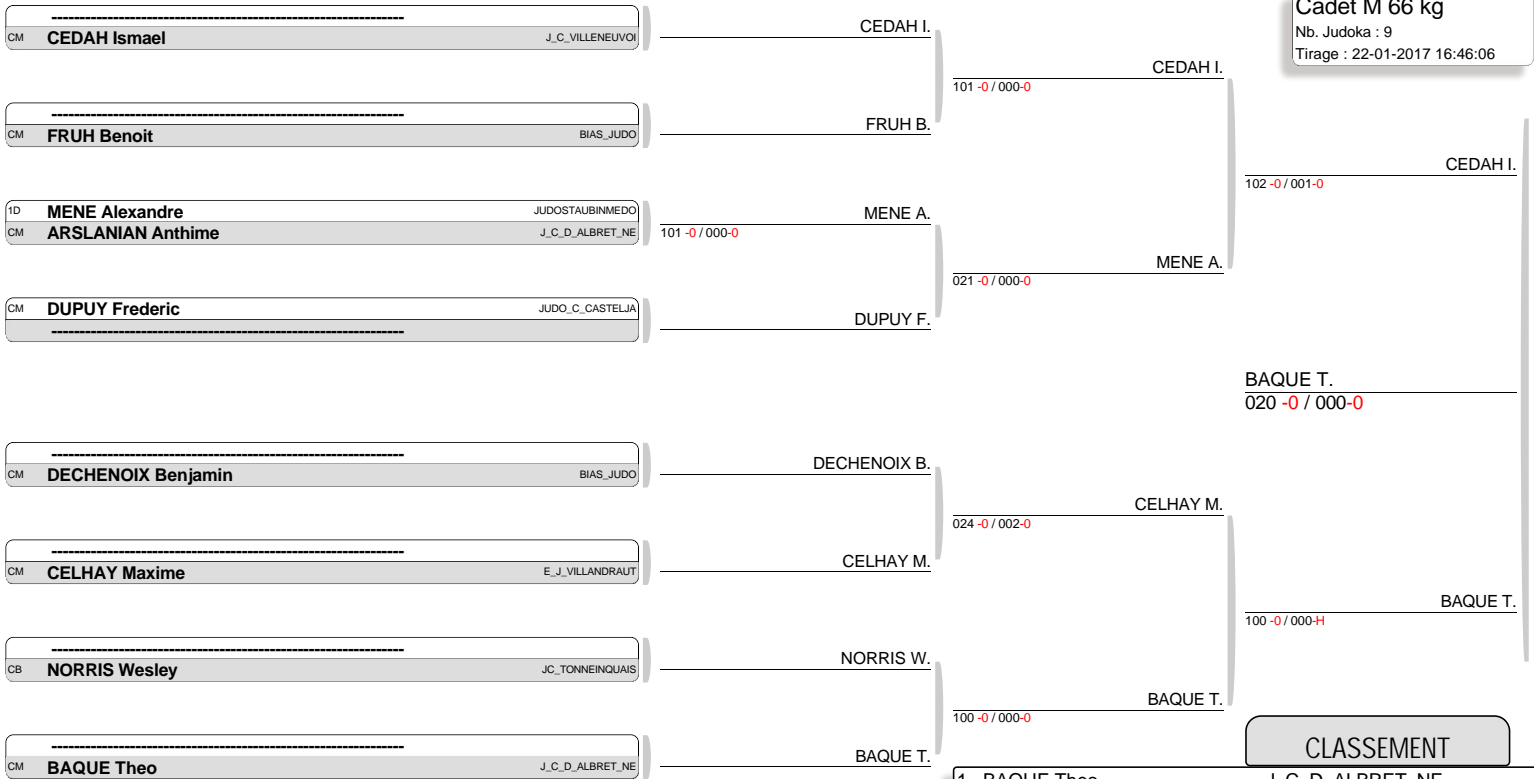 Cadet M 66 kg
Nb. Judoka : 9
Tirage : 22-01-2017 16:46:06
------------------------------------------------------------
CM CEDAH Ismael J_C_VILLENEUVOI
------------------------------------------------------------
CM FRUH Benoit BIAS_JUDO
1D MENE Alexandre JUDOSTAUBINMEDO
CM ARSLANIAN Anthime J_C_D_ALBRET_NE
CM DUPUY Frederic JUDO_C_CASTELJA
------------------------------------------------------------
------------------------------------------------------------
CM DECHENOIX Benjamin BIAS_JUDO
------------------------------------------------------------
CM CELHAY Maxime E_J_VILLANDRAUT
------------------------------------------------------------
CB NORRIS Wesley JC_TONNEINQUAIS
------------------------------------------------------------
CM BAQUE Theo J_C_D_ALBRET_NE
CEDAH I.
FRUH B.
MENE A.
101 -0 / 000-0
DUPUY F.
DECHENOIX B.
CELHAY M.
NORRIS W.
BAQUE T.
CEDAH I.
101 -0 / 000-0
MENE A.
021 -0 / 000-0
CELHAY M.
024 -0 / 002-0
BAQUE T.
100 -0 / 000-0
CEDAH I.
102 -0 / 001-0
BAQUE T.
100 -0 / 000-H
BAQUE T.
020 -0 / 000-0
CLASSEMENT
1 BAQUE Theo J_C_D_ALBRET_NE